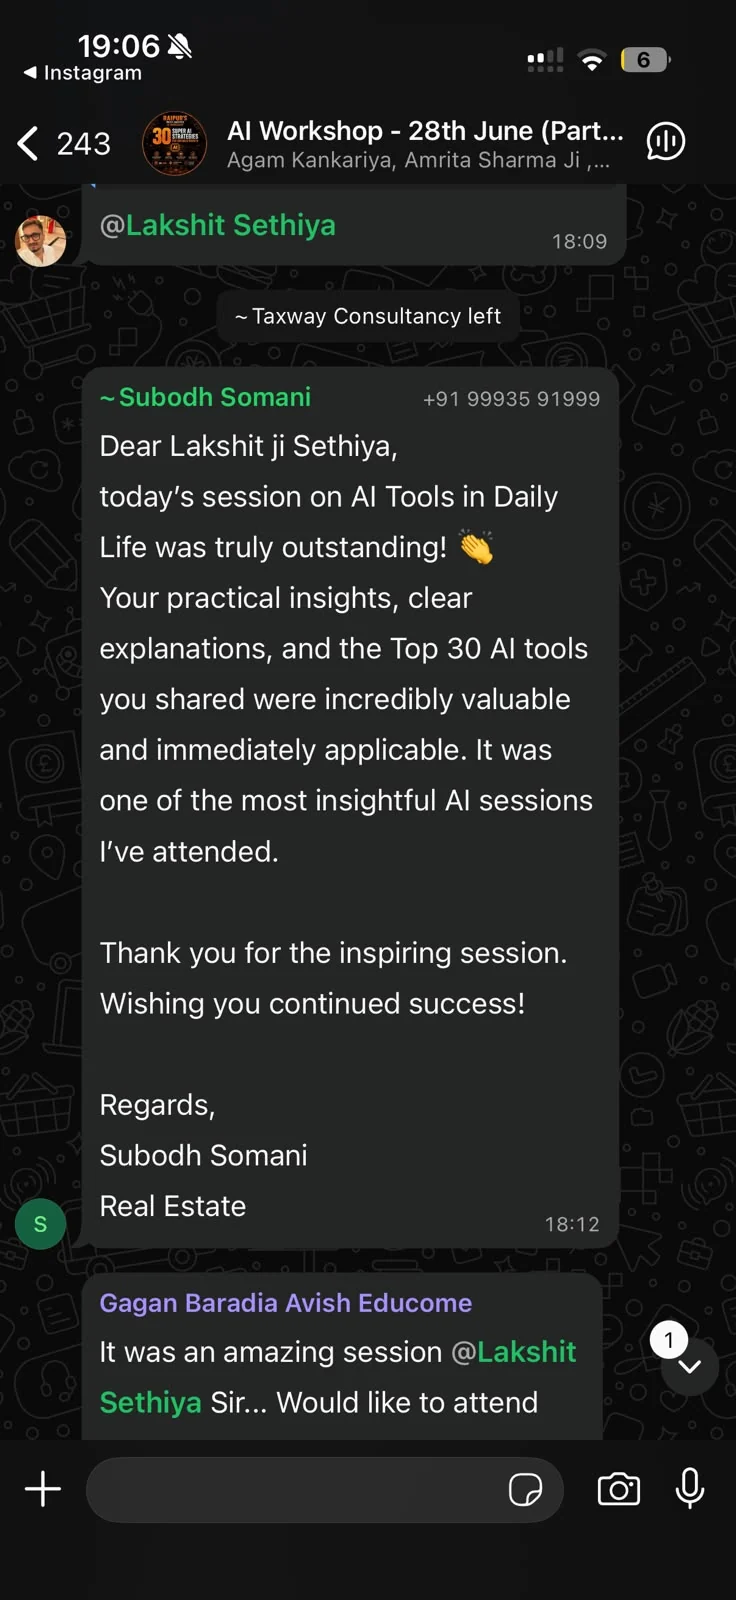 19:06
Instagram
6
243
RAIPUR'S
30 SUPER AI
STRATEGIES
AI Workshop - 28th June (Part...
Agam Kankariya, Amrita Sharma Ji ,...
@Lakshit Sethiya
18:09
~ Taxway Consultancy left
~ Subodh Somani +91 99935 91999
Dear Lakshit ji Sethiya,
today’s session on AI Tools in Daily
Life was truly outstanding! 👏
Your practical insights, clear
explanations, and the Top 30 AI tools
you shared were incredibly valuable
and immediately applicable. It was
one of the most insightful AI sessions
I’ve attended.
Thank you for the inspiring session.
Wishing you continued success!
Regards,
Subodh Somani
Real Estate
18:12
S
Gagan Baradia Avish Educome
It was an amazing session @Lakshit
Sethiya Sir... Would like to attend
1